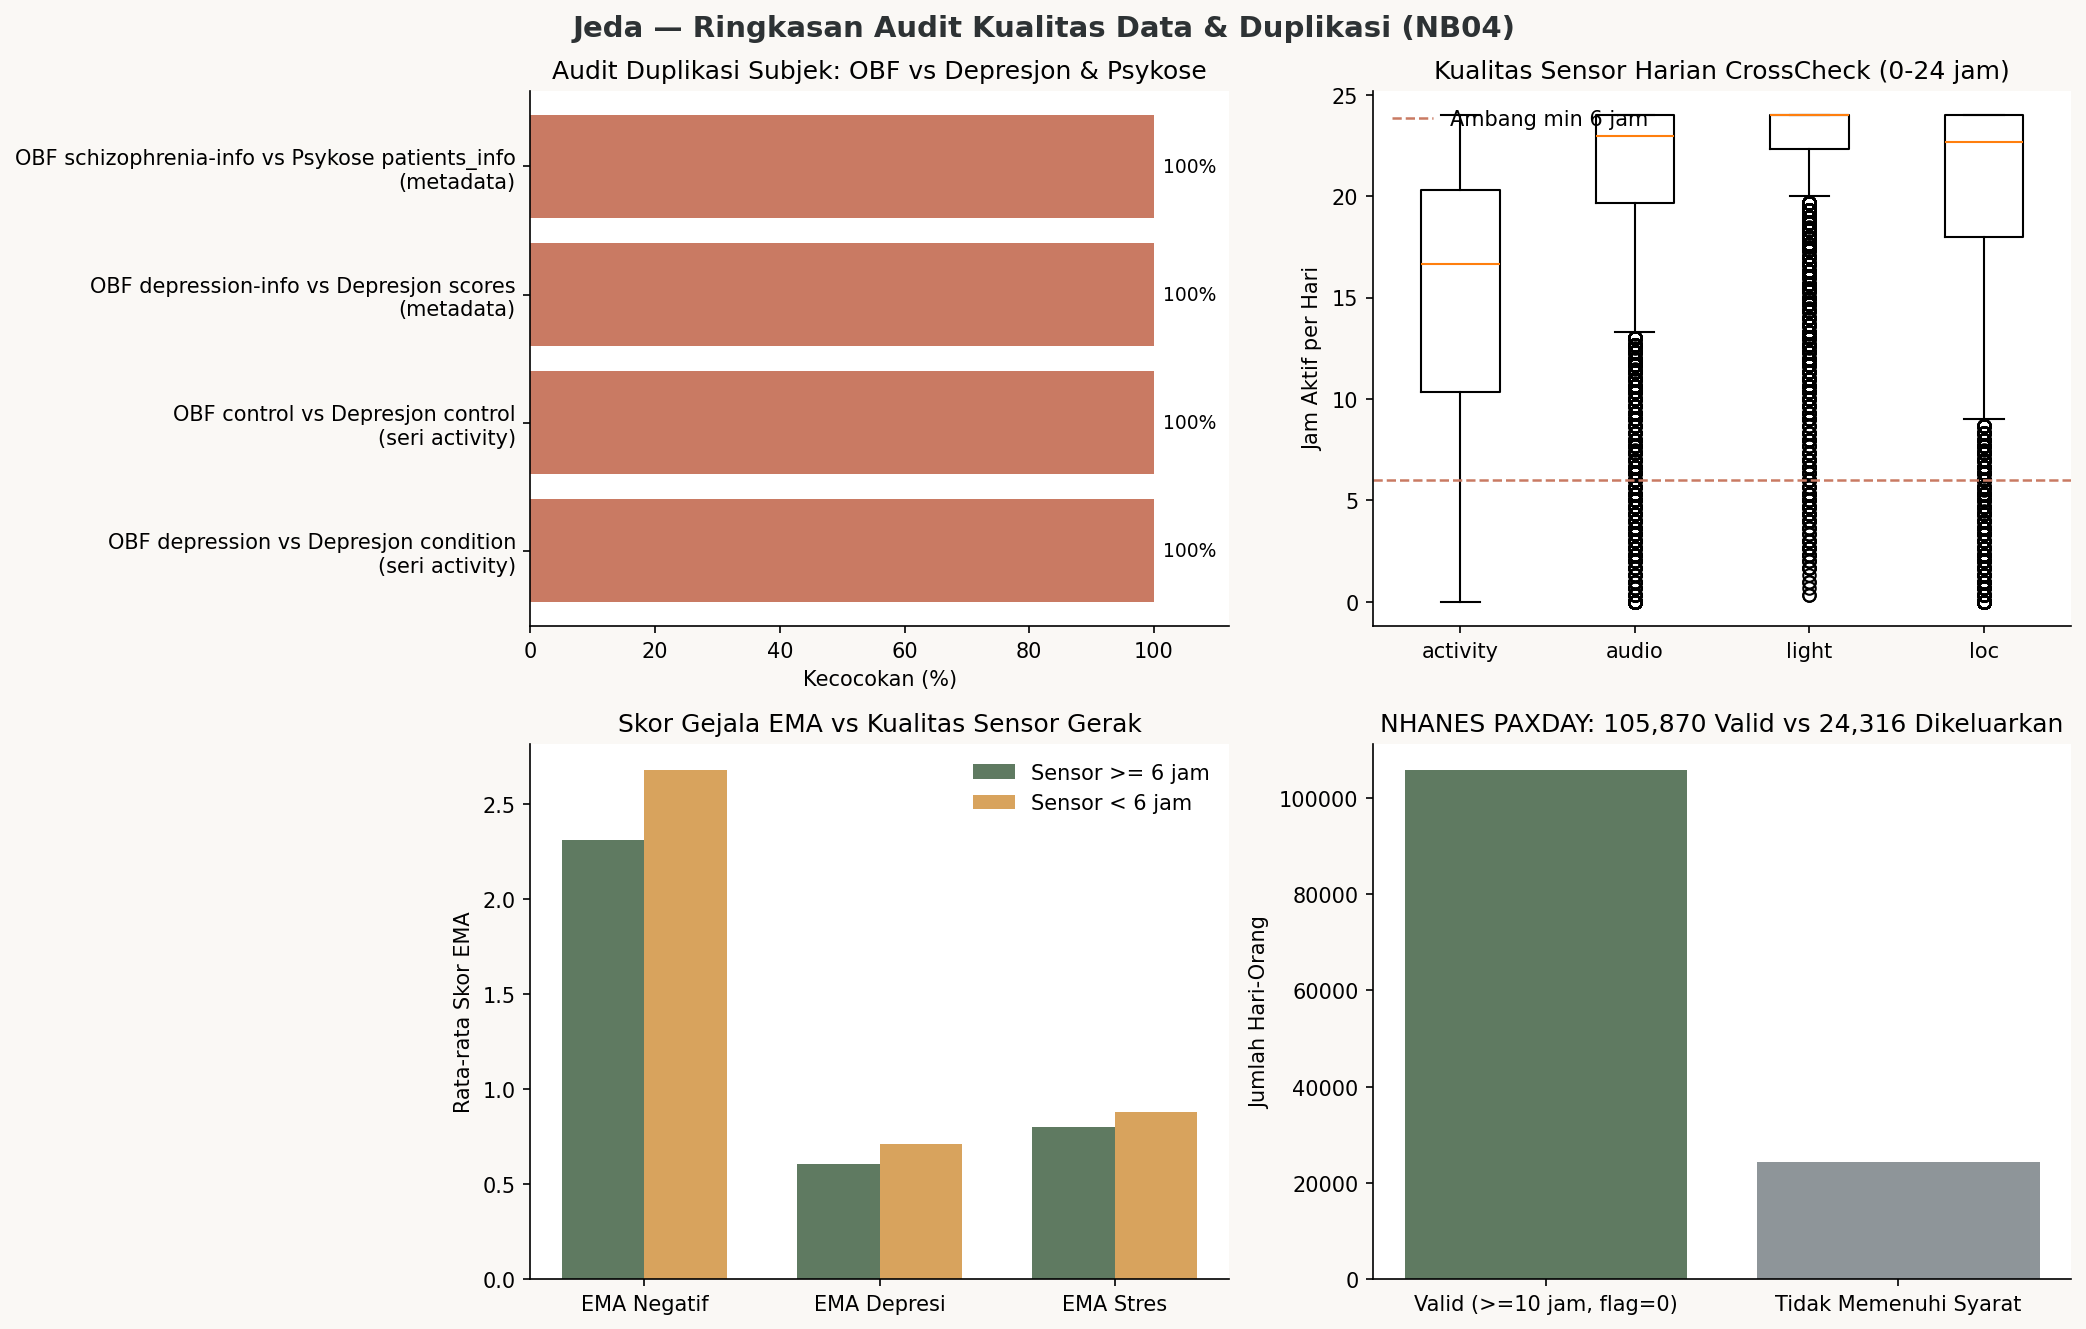 Jeda — Ringkasan Audit Kualitas Data & Duplikasi (NB04)
Audit Duplikasi Subjek: OBF vs Depresjon & Psykose
OBF schizophrenia-info vs Psykose patients_info
(metadata)
OBF depression-info vs Depresjon scores
(metadata)
OBF control vs Depresjon control
(seri activity)
OBF depression vs Depresjon condition
(seri activity)
100%
100%
100%
100%
0 20 40 60 80 100
Kecocokan (%)
Kualitas Sensor Harian CrossCheck (0-24 jam)
Ambang min 6 jam
Jam Aktif per Hari
25
20
15
10
5
0
activity audio light loc
Skor Gejala EMA vs Kualitas Sensor Gerak
Sensor >= 6 jam
Sensor < 6 jam
Rata-rata Skor EMA
2.5
2.0
1.5
1.0
0.5
0.0
EMA Negatif EMA Depresi EMA Stres
NHANES PAXDAY: 105,870 Valid vs 24,316 Dikeluarkan
Jumlah Hari-Orang
100000
80000
60000
40000
20000
0
Valid (>=10 jam, flag=0) Tidak Memenuhi Syarat